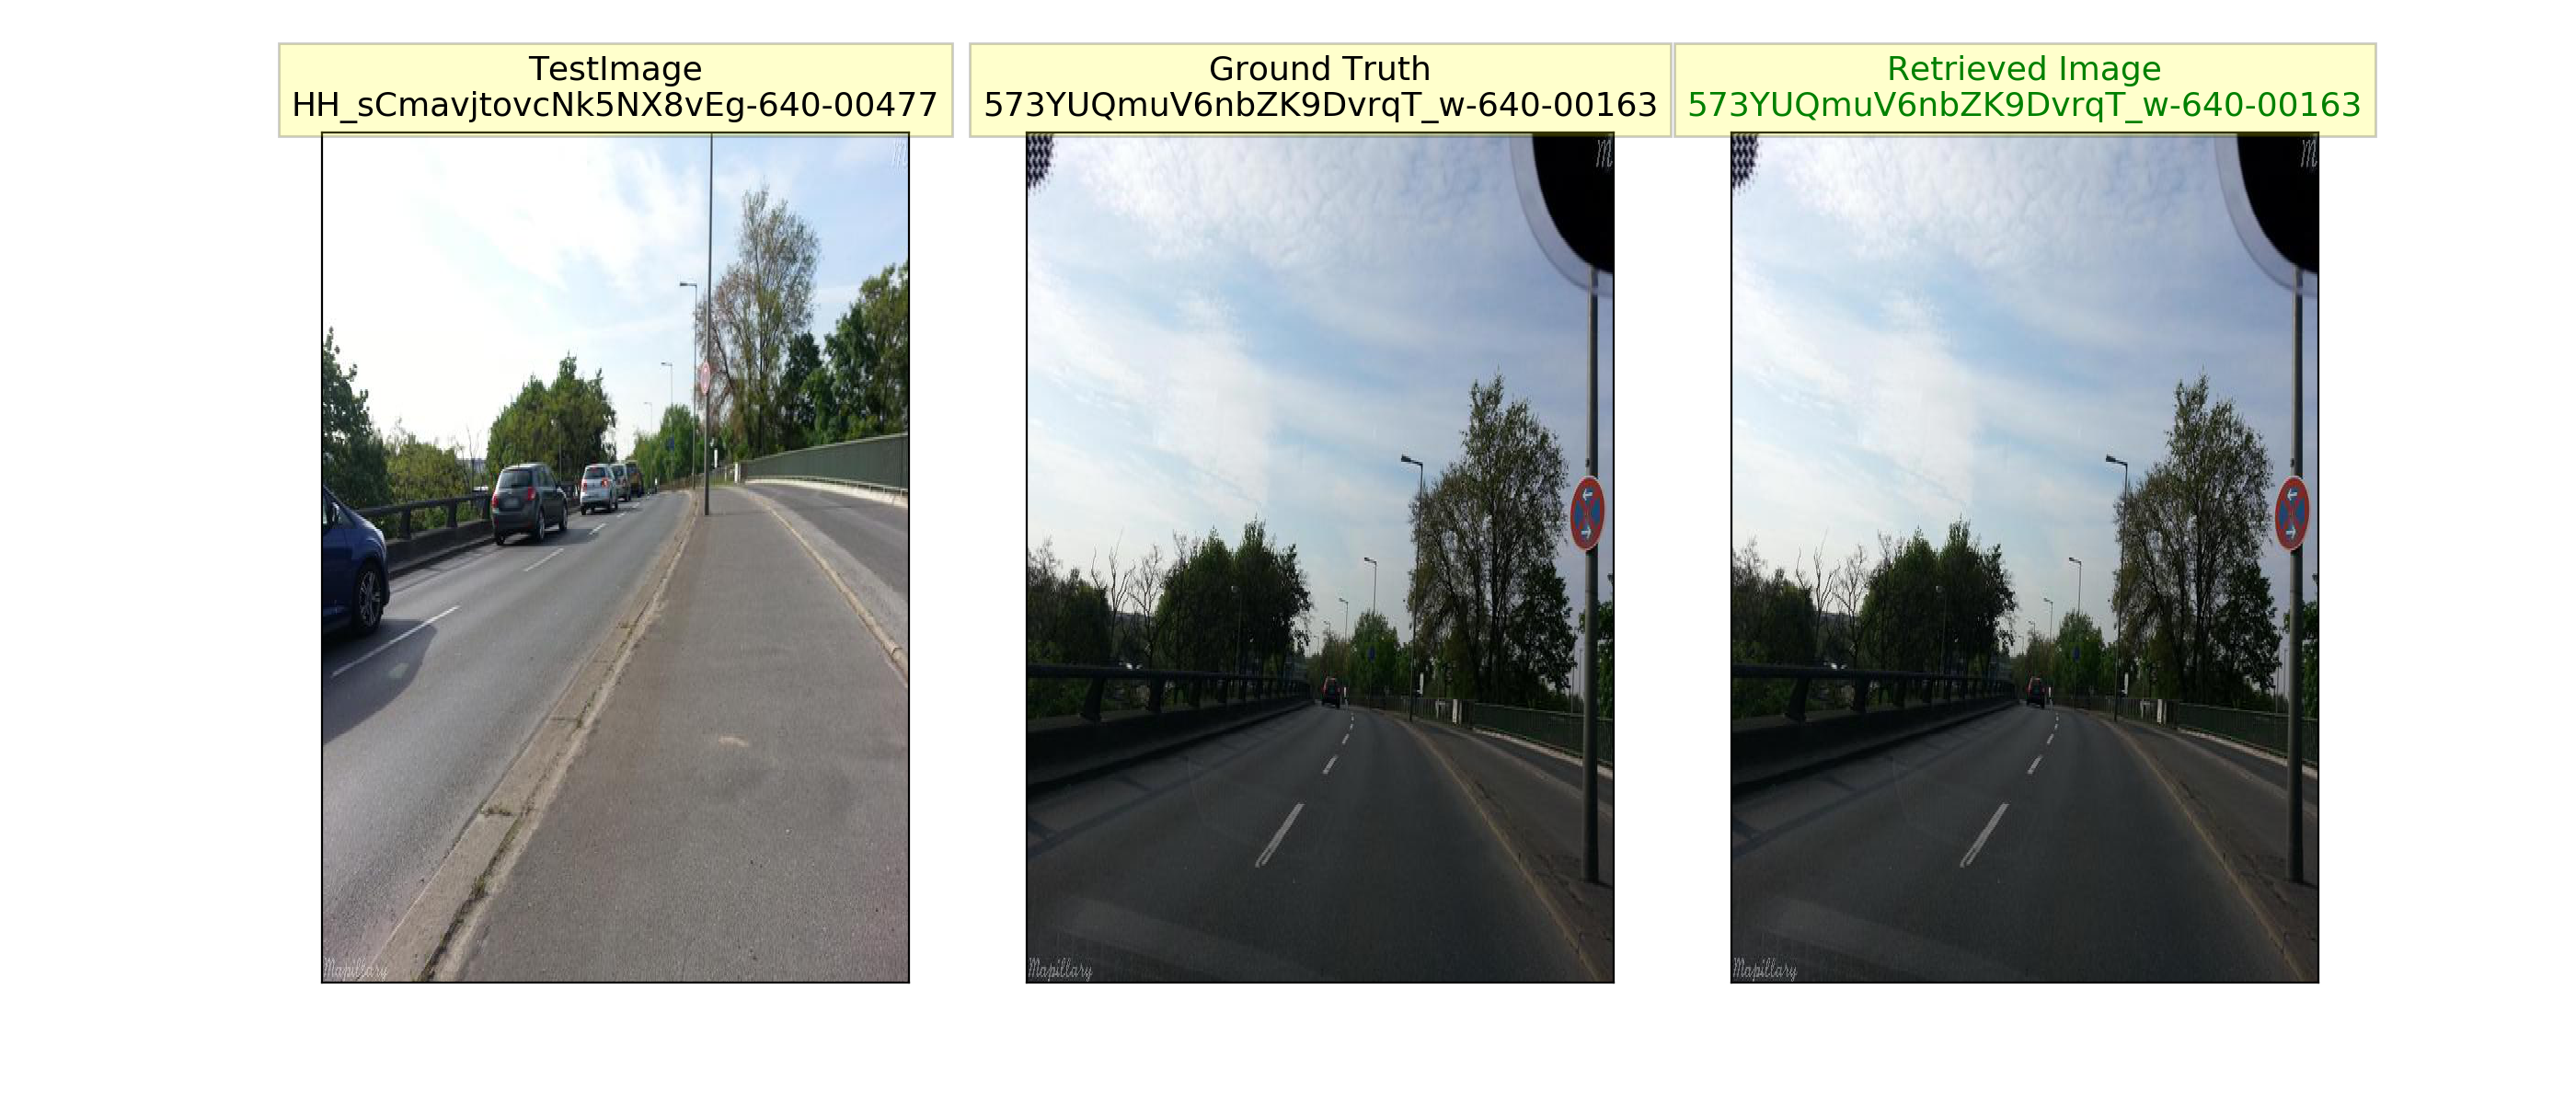 TestImage
HH_sCmavjtovcNk5NX8vEg-640-00477
Ground Truth
573YUQmuV6nbZK9DvrqT_w-640-00163
Retrieved Image
573YUQmuV6nbZK9DvrqT_w-640-00163
M
M
M
Mapillary
Mapillary
Mapillary